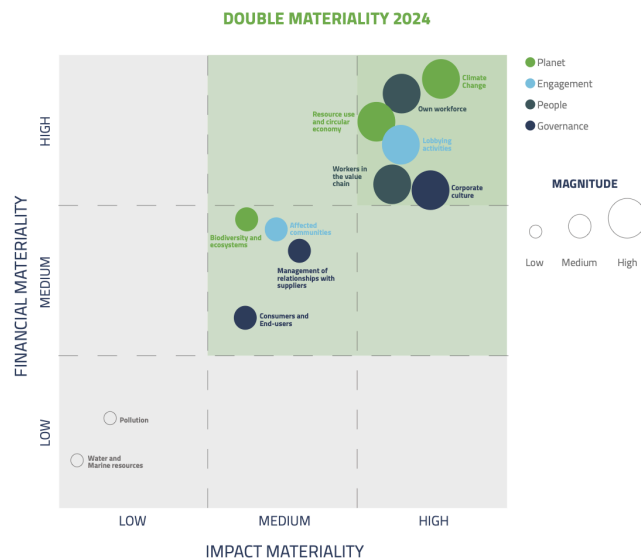 DOUBLE MATERIALITY 2024
FINANCIAL MATERIALITY
HIGH
MEDIUM
LOW
Climate
Change
Own workforce
Resource use
and circular
economy
Lobbying
activities
Workers in
the value
chain
Corporate
culture
Biodiversity and
ecosystems
Affected
communities
Management of
relationships with
suppliers
Consumers and
End-users
Pollution
Water and
Marine resources
LOW
MEDIUM
HIGH
IMPACT MATERIALITY
Planet
Engagement
People
Governance
MAGNITUDE
Low
Medium
High